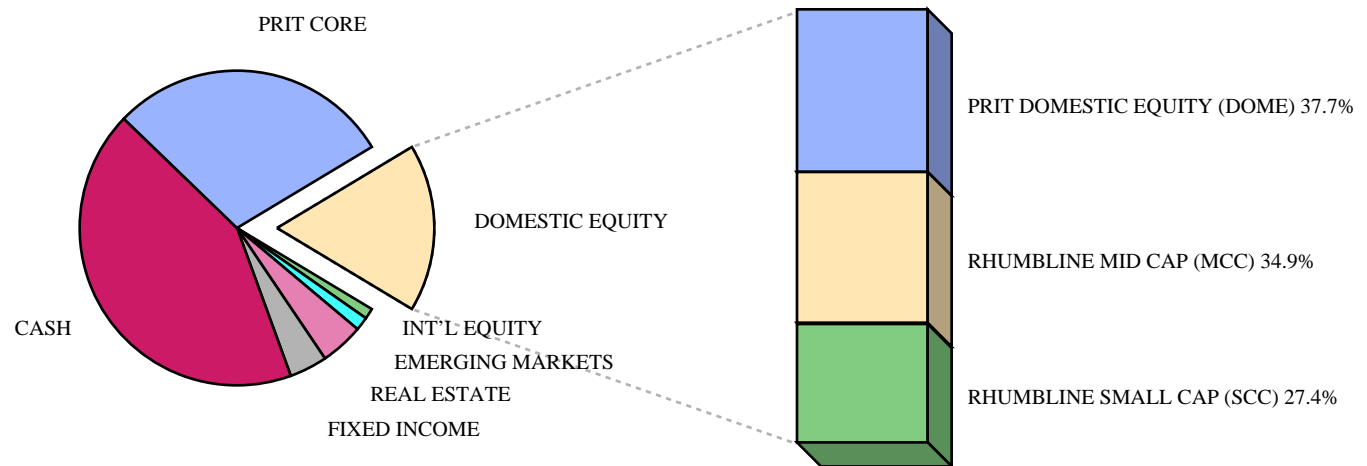 PRIT CORE
DOMESTIC EQUITY
CASH
INT'L EQUITY
EMERGING MARKETS
REAL ESTATE
FIXED INCOME
PRIT DOMESTIC EQUITY (DOME) 37.7%
RHUMBLINE MID CAP (MCC) 34.9%
RHUMBLINE SMALL CAP (SCC) 27.4%